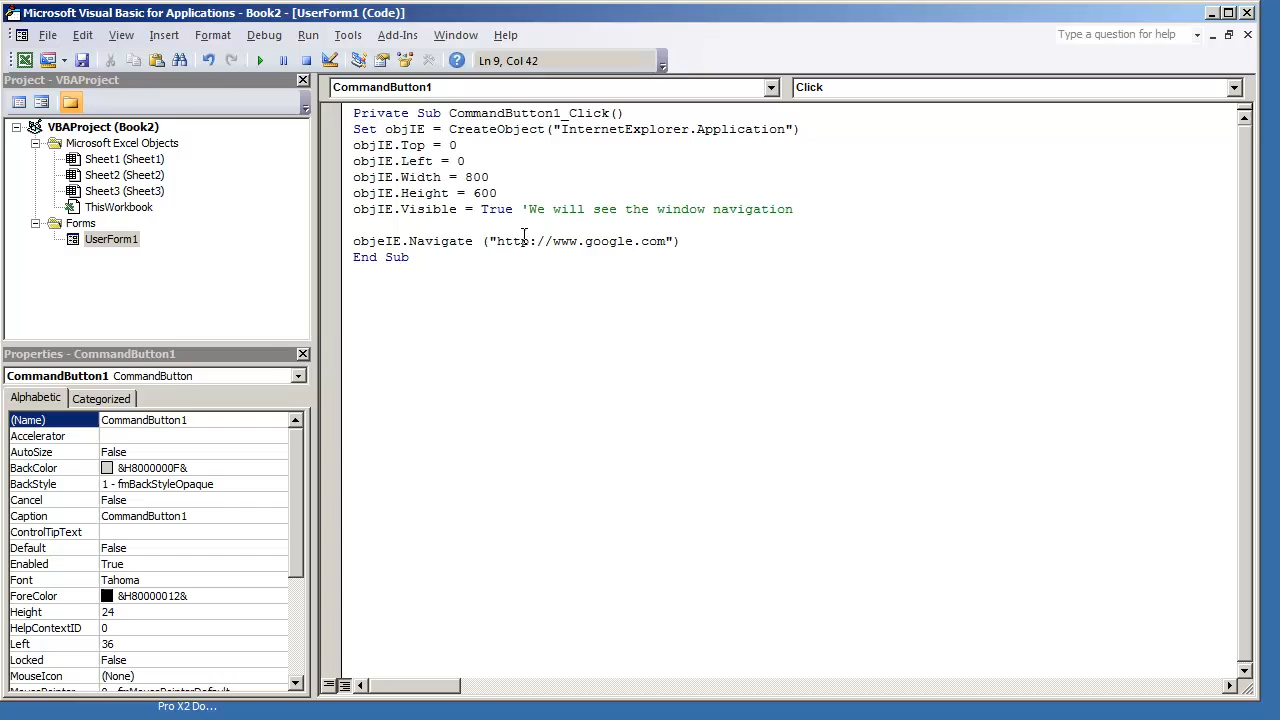 Microsoft Visual Basic for Applications - Book2 - [UserForm1 (Code)]
File Edit View Insert Format Debug Run Tools Add-Ins Window Help
Type a question for help
Ln 9, Col 42
Project - VBAProject
VBAProject (Book2)
Microsoft Excel Objects
Sheet1 (Sheet1)
Sheet2 (Sheet2)
Sheet3 (Sheet3)
ThisWorkbook
Forms
UserForm1
CommandButton1 Click
Private Sub CommandButton1_Click()
Set objIE = CreateObject("InternetExplorer.Application")
objIE.Top = 0
objIE.Left = 0
objIE.Width = 800
objIE.Height = 600
objIE.Visible = True 'We will see the window navigation
objeIE.Navigate ("http://www.google.com")
End Sub
Properties - CommandButton1
CommandButton1 CommandButton
Alphabetic Categorized
(Name) CommandButton1
Accelerator
AutoSize False
BackColor &H8000000F&
BackStyle 1 - fmBackStyleOpaque
Cancel False
Caption CommandButton1
ControlTipText
Default False
Enabled True
Font Tahoma
ForeColor &H80000012&
Height 24
HelpContextID 0
Left 36
Locked False
MouseIcon (None)
MousePointer 0 - fmMousePointerDefault
Pro X2 Do...